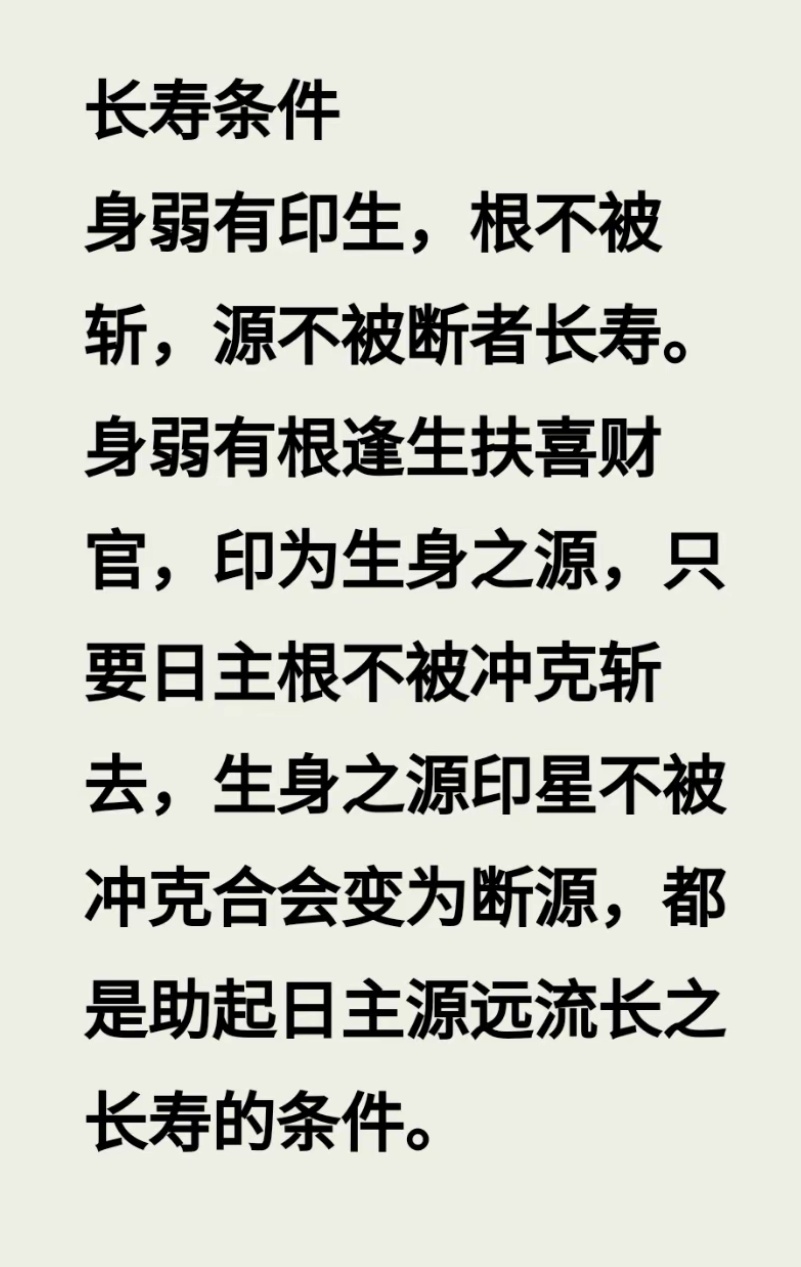 长寿条件
身弱有印生，根不被
斩，源不被断者长寿。
身弱有根逢生扶喜财
官，印为生身之源，只
要日主根不被冲克斩
去，生身之源印星不被
冲克合会变为断源，都
是助起日主源远流长之
长寿的条件。